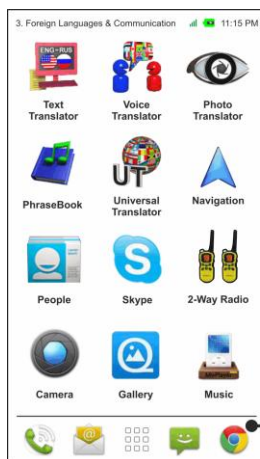 3. Foreign Languages & Communication 11:15 PM
ENG-RUS
Text
Translator
Voice
Translator
Photo
Translator
PhraseBook
UT
Universal
Translator
Navigation
People
Skype
2-Way Radio
Camera
Gallery
Music